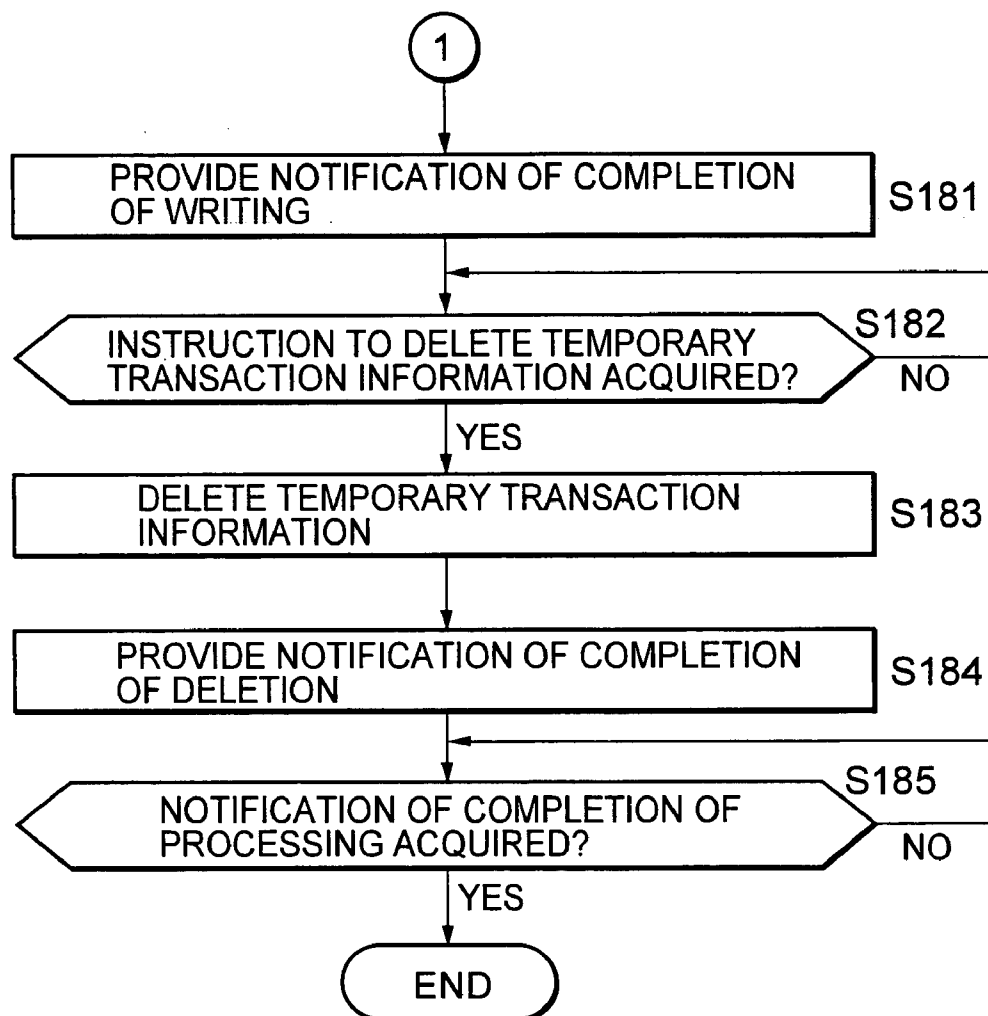 1
PROVIDE NOTIFICATION OF COMPLETION
OF WRITING
S181
S182
INSTRUCTION TO DELETE TEMPORARY
TRANSACTION INFORMATION ACQUIRED?
NO
YES
DELETE TEMPORARY TRANSACTION
INFORMATION
S183
PROVIDE NOTIFICATION OF COMPLETION
OF DELETION
S184
S185
NOTIFICATION OF COMPLETION OF
PROCESSING ACQUIRED?
NO
YES
END